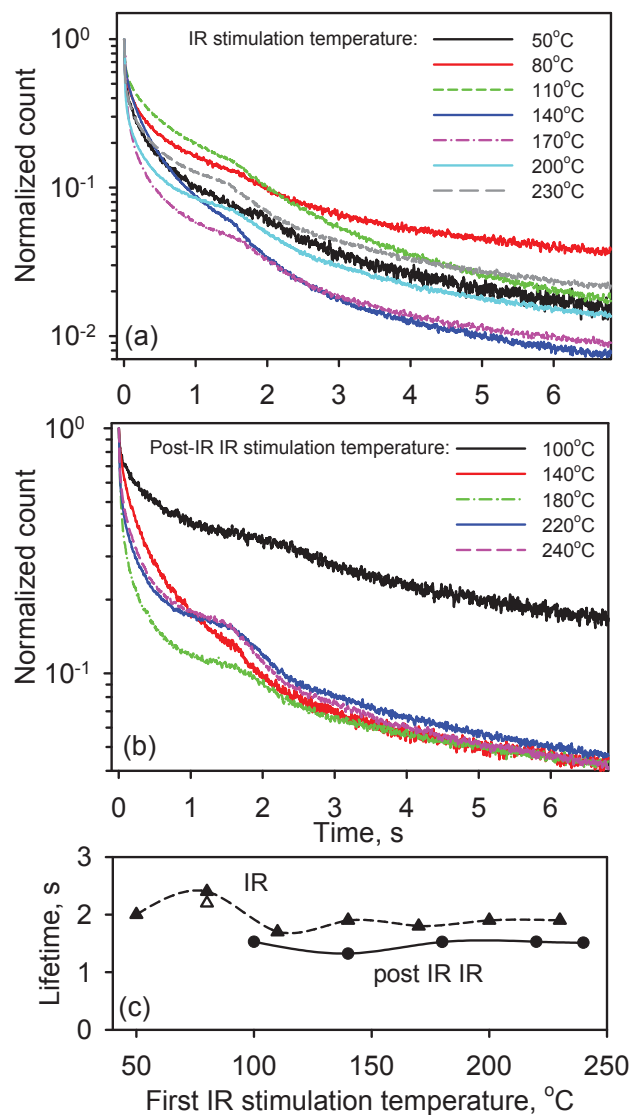 10⁰
IR stimulation temperature:
50°C
80°C
110°C
140°C
170°C
200°C
230°C
10⁻¹
10⁻²
Normalized count
(a)
0 1 2 3 4 5 6
10⁰
Post-IR IR stimulation temperature:
100°C
140°C
180°C
220°C
240°C
10⁻¹
Normalized count
(b)
0 1 2 3 4 5 6
Time, s
3
2
1
0
Lifetime, s
IR
post IR IR
(c)
50 100 150 200 250
First IR stimulation temperature, °C